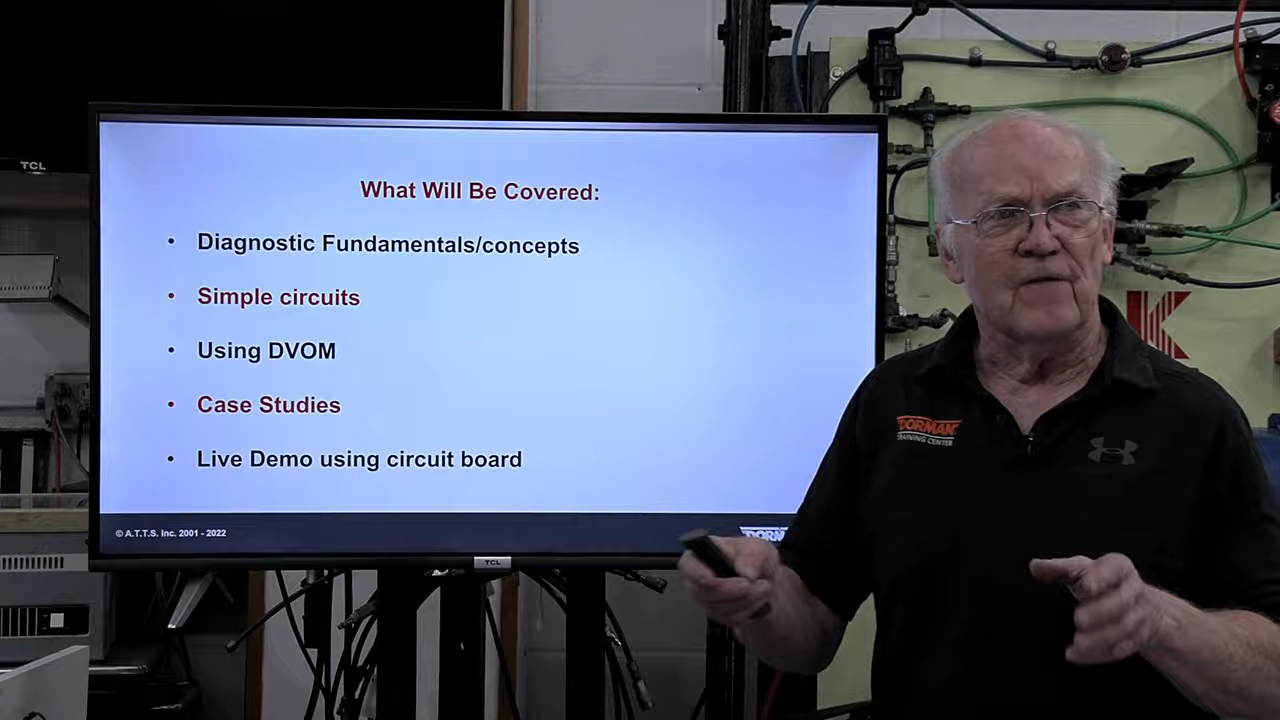 TCL
What Will Be Covered:
• Diagnostic Fundamentals/concepts
• Simple circuits
• Using DVOM
• Case Studies
• Live Demo using circuit board
© A.T.T.S. Inc. 2001 - 2022
TCL
DORMAN
TRAINING CENTER
K